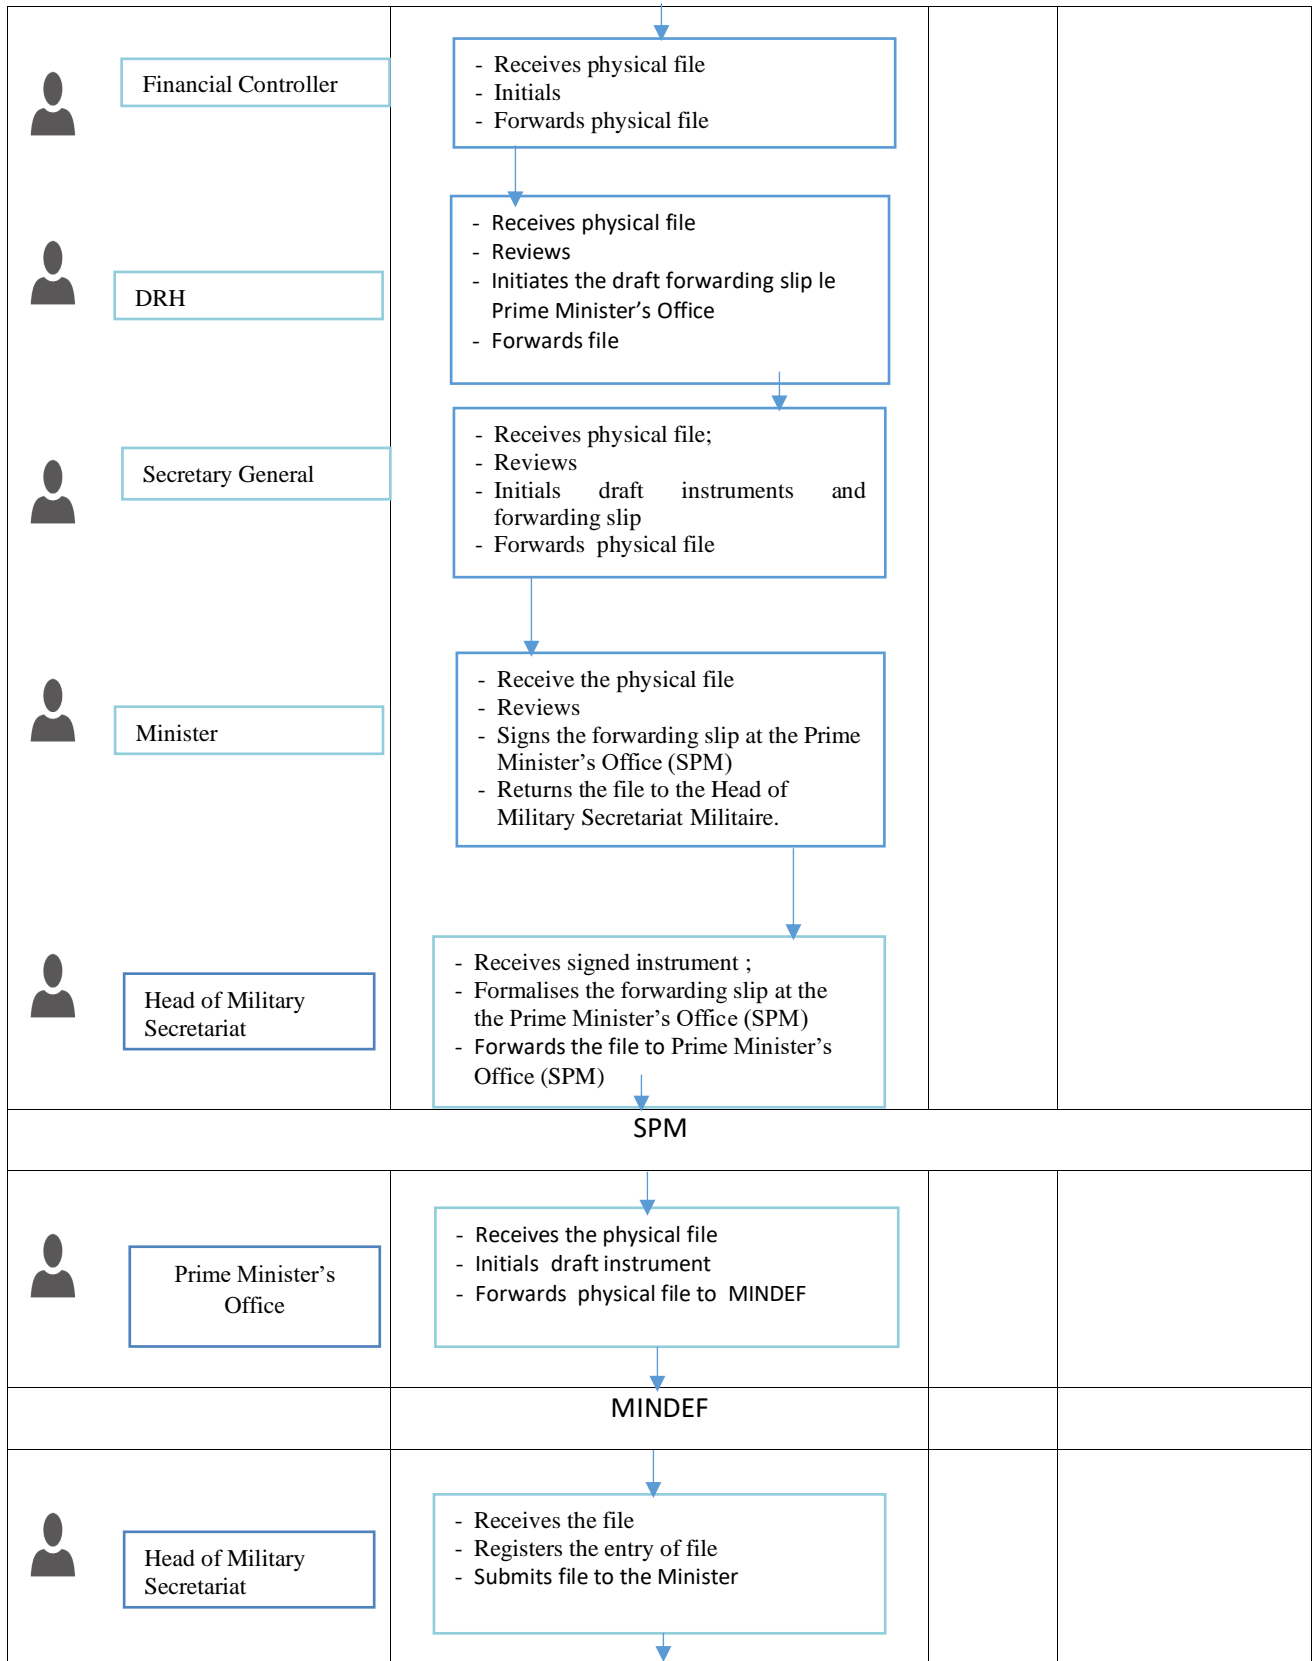 Financial Controller
- Receives physical file
- Initials
- Forwards physical file
DRH
- Receives physical file
- Reviews
- Initiates the draft forwarding slip le
Prime Minister’s Office
- Forwards file
Secretary General
- Receives physical file;
- Reviews
- Initials draft instruments and
forwarding slip
- Forwards physical file
Minister
- Receive the physical file
- Reviews
- Signs the forwarding slip at the Prime
Minister’s Office (SPM)
- Returns the file to the Head of
Military Secretariat Militaire.
Head of Military
Secretariat
- Receives signed instrument ;
- Formalises the forwarding slip at the
the Prime Minister’s Office (SPM)
- Forwards the file to Prime Minister’s
Office (SPM)
SPM
Prime Minister’s
Office
- Receives the physical file
- Initials draft instrument
- Forwards physical file to MINDEF
MINDEF
Head of Military
Secretariat
- Receives the file
- Registers the entry of file
- Submits file to the Minister